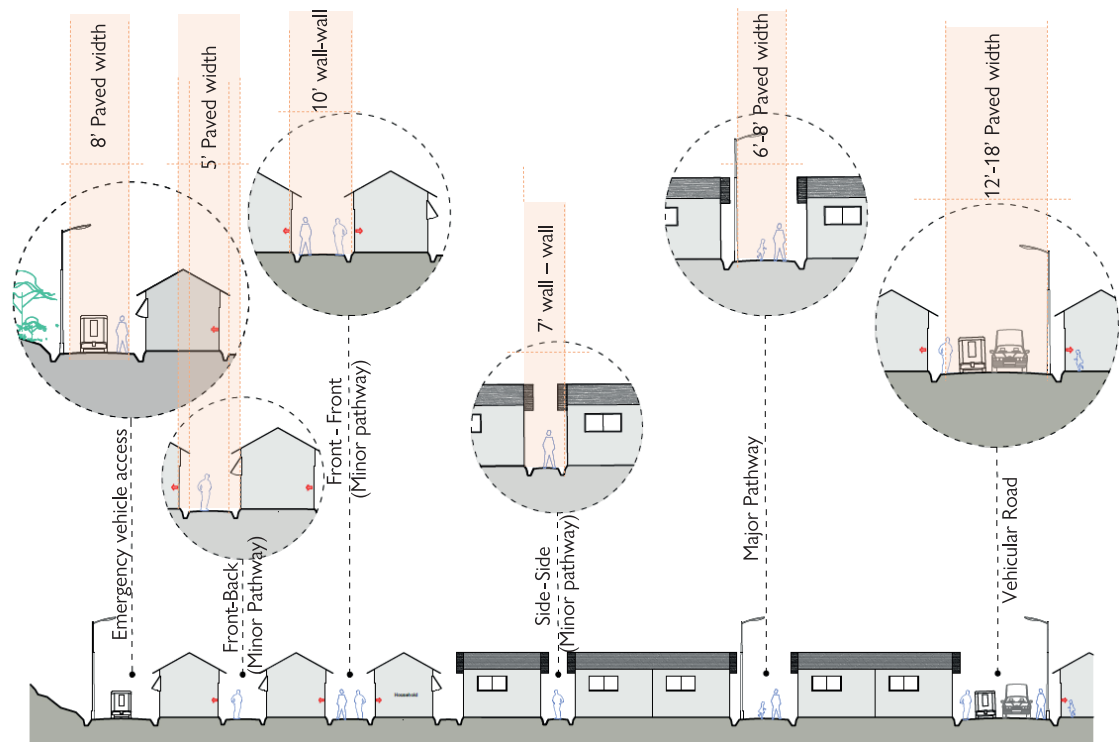 8’ Paved width
5’ Paved width
10’ wall-wall
7’ wall – wall
6’-8’ Paved width
12’-18’ Paved width
Emergency vehicle access
Front-Back
(Minor Pathway)
Front - Front
(Minor pathway)
Side-Side
(Minor pathway)
Major Pathway
Vehicular Road
Household